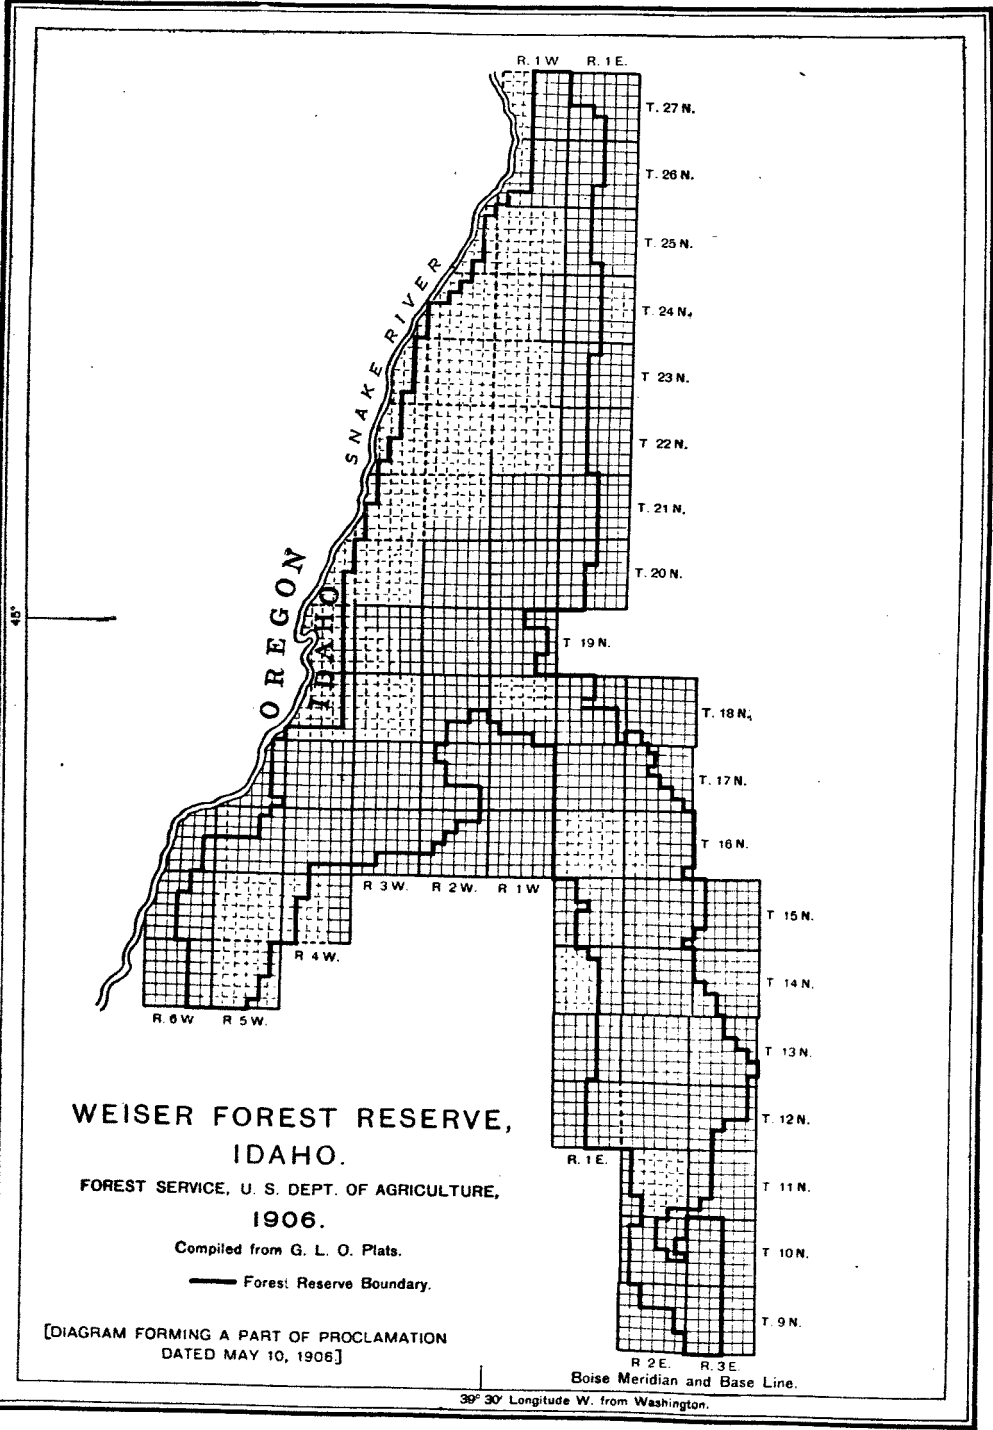 R. 1 W
R. 1 E.
T. 27 N.
T. 26 N.
T. 25 N.
T. 24 N.
T 23 N.
T 22 N.
T. 21 N.
T. 20 N.
T 19 N.
T. 18 N.
T. 17 N.
T 16 N.
T 15 N.
T 14 N.
T 13 N.
T 12 N.
T 11 N.
T 10 N.
T. 9 N.
SNAKE RIVER
OREGON
IDAHO
45°
R 3 W.
R 2 W.
R 1 W
R 4 W.
R. 6 W
R 5 W.
R. 1 E.
R 2 E.
R. 3 E.
WEISER FOREST RESERVE,
IDAHO.
FOREST SERVICE, U. S. DEPT. OF AGRICULTURE,
1906.
Compiled from G. L. O. Plats.
Forest Reserve Boundary.
[DIAGRAM FORMING A PART OF PROCLAMATION
DATED MAY 10, 1906]
Boise Meridian and Base Line.
39° 30' Longitude W. from Washington.